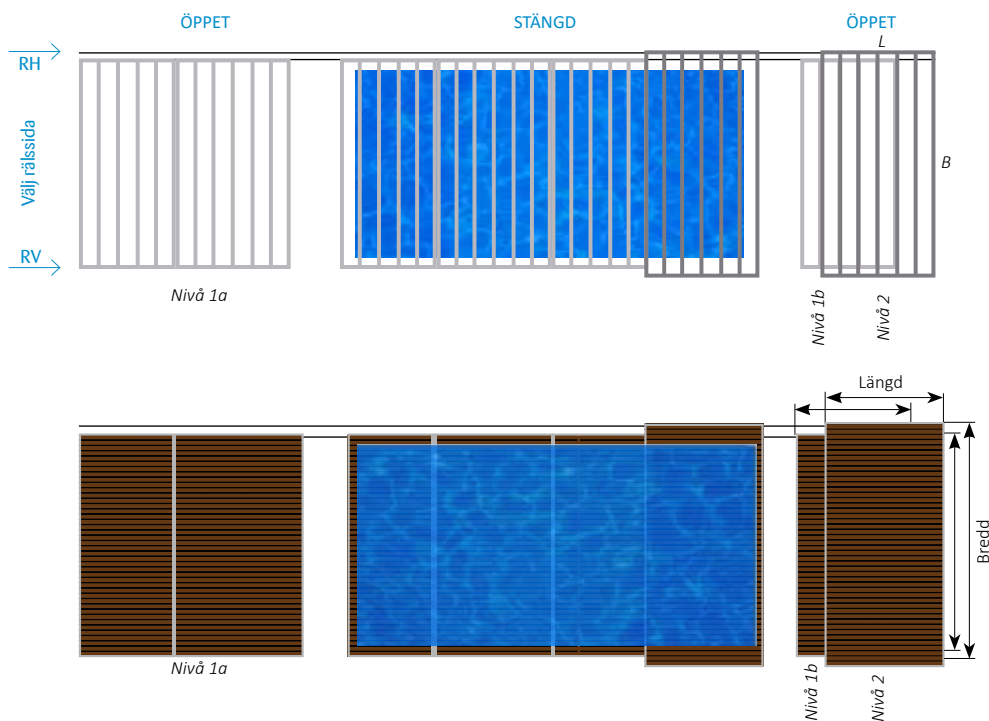 ÖPPET
STÄNGD
ÖPPET
L
RH
Välj rälssida
B
RV
Nivå 1a
Nivå 1b
Nivå 2
Längd
Bredd
Nivå 1a
Nivå 1b
Nivå 2